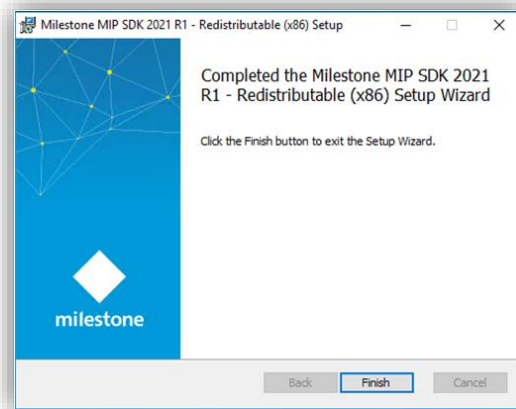 Milestone MIP SDK 2021 R1 - Redistributable (x86) Setup
Completed the Milestone MIP SDK 2021
R1 - Redistributable (x86) Setup Wizard
Click the Finish button to exit the Setup Wizard.
milestone
Back Finish Cancel